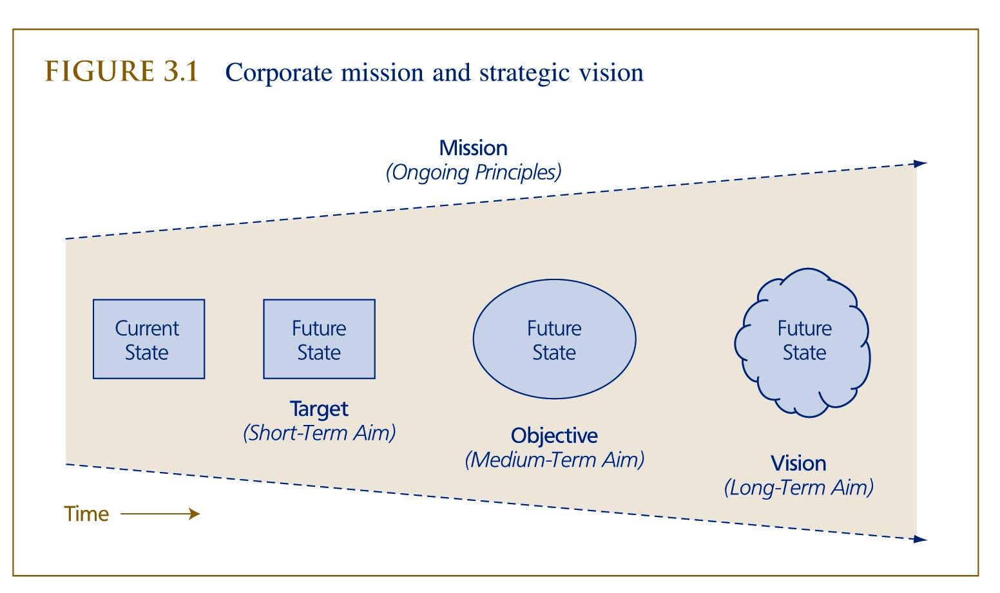 FIGURE 3.1 Corporate mission and strategic vision
Mission
(Ongoing Principles)
Current
State
Future
State
Target
(Short-Term Aim)
Future
State
Objective
(Medium-Term Aim)
Future
State
Vision
(Long-Term Aim)
Time